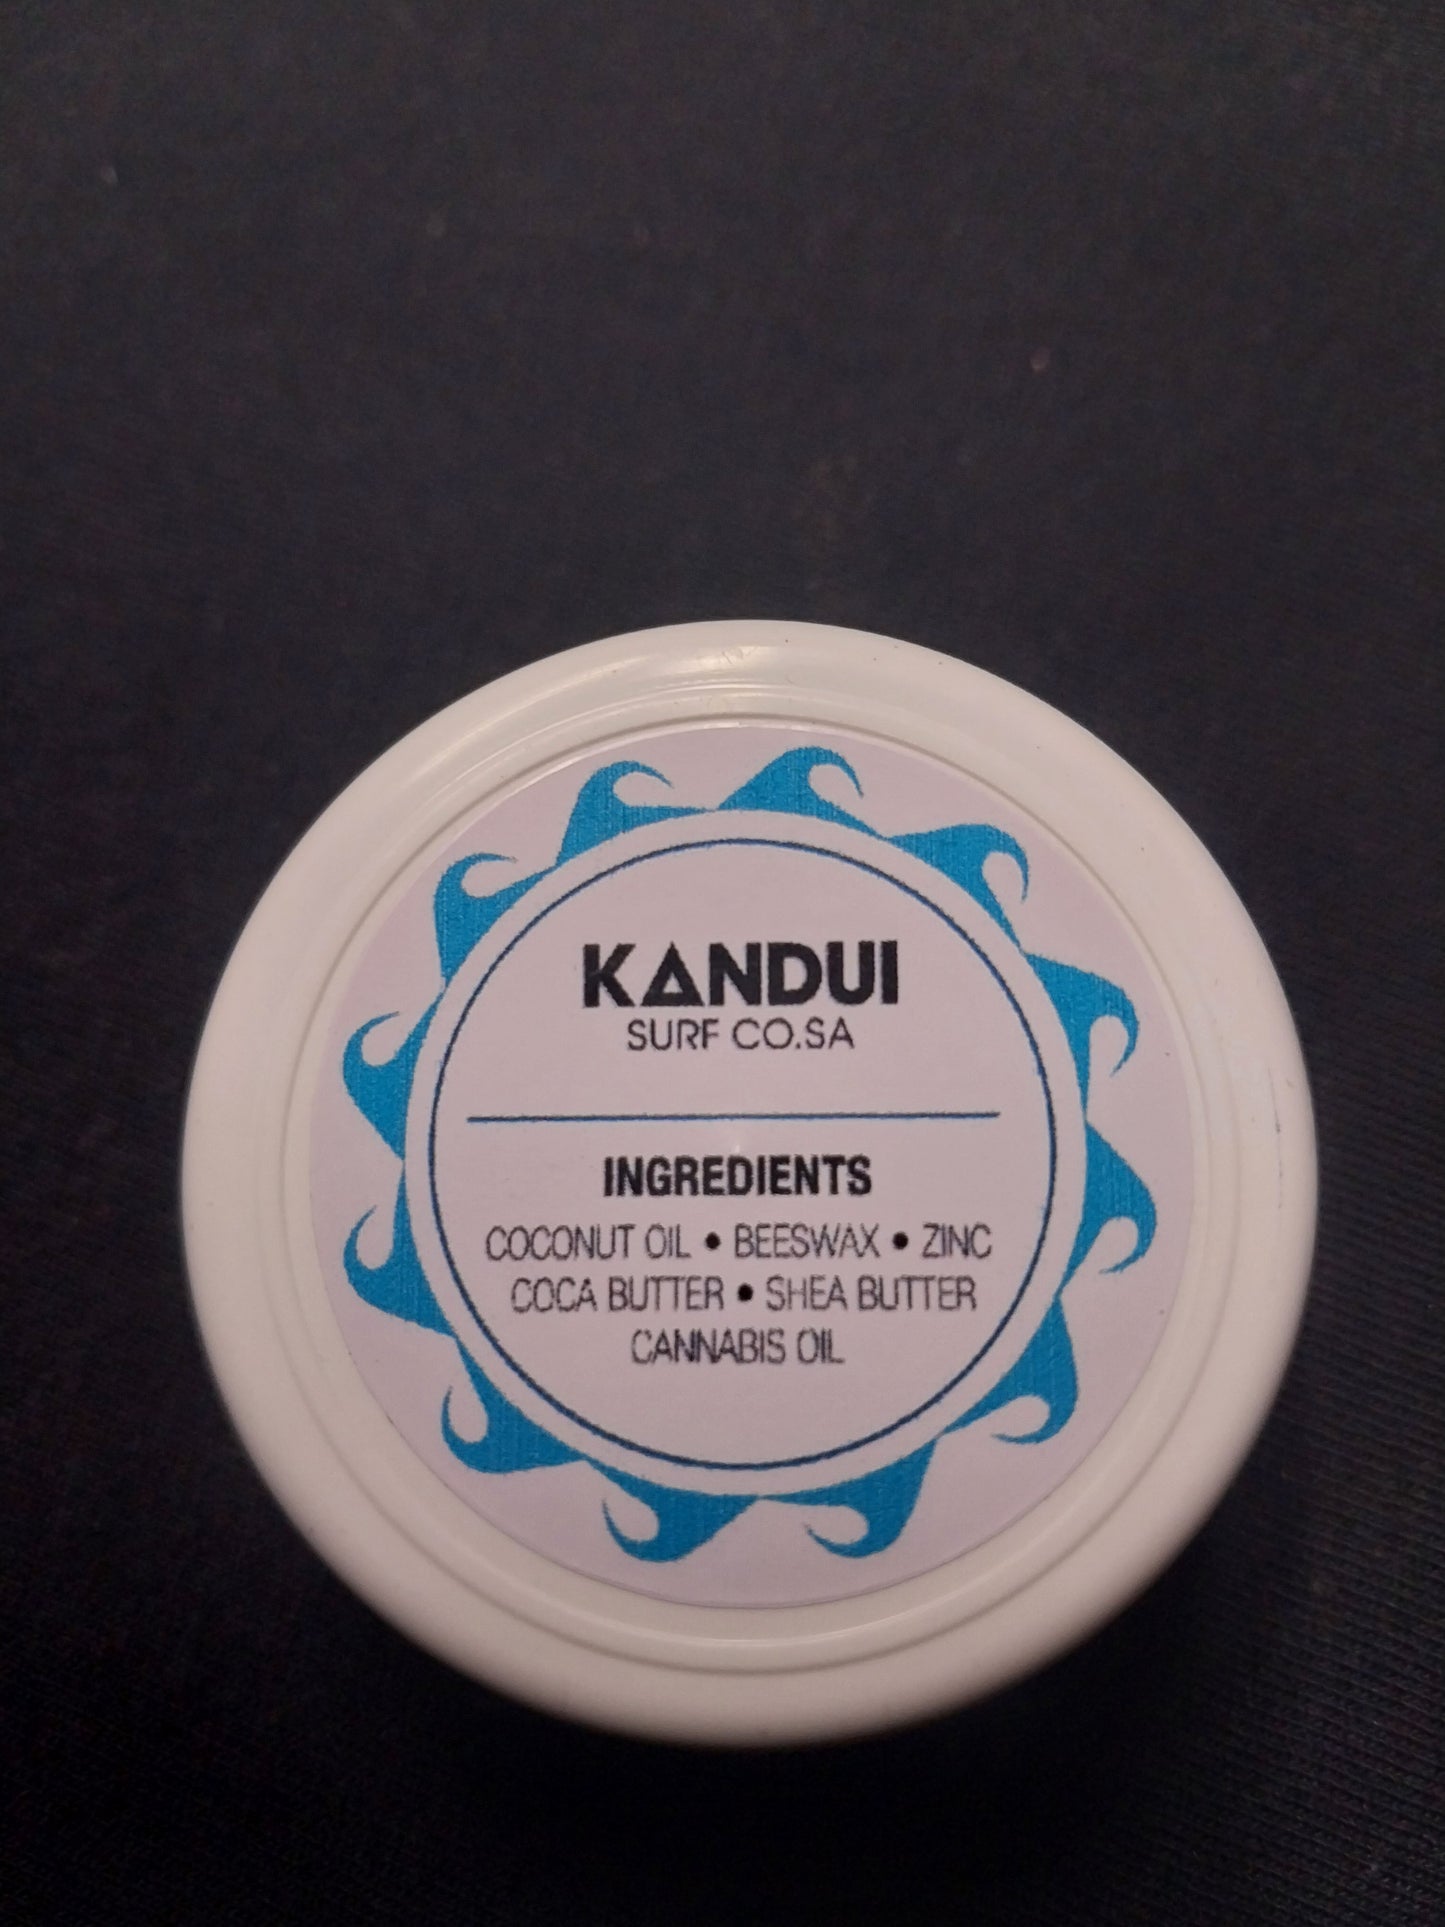 KANDUI
SURF CO.SA
INGREDIENTS
COCONUT OIL • BEESWAX • ZINC
COCA BUTTER • SHEA BUTTER
CANNABIS OIL